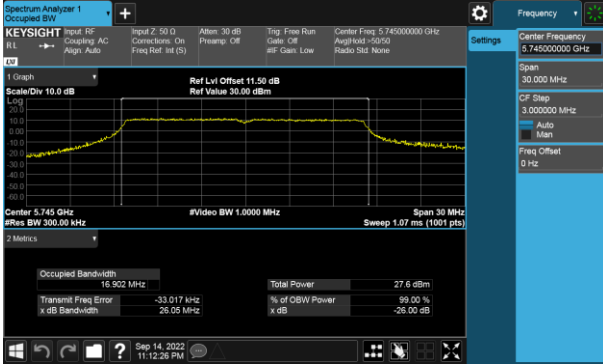 Spectrum Analyzer 1
Occupied BW
+
Frequency
KEYSIGHT
RL
LXI
Input: RF
Coupling: AC
Align: Auto
Input Z: 50 Ω
Corrections: On
Freq Ref: Int (S)
Atten: 30 dB
Preamp: Off
Trig: Free Run
Gate: Off
#IF Gain: Low
Center Freq: 5.745000000 GHz
Avg|Hold:>50/50
Radio Std: None
Settings
Center Frequency
5.745000000 GHz
Span
30.000 MHz
CF Step
3.000000 MHz
Auto
Man
Freq Offset
0 Hz
1 Graph
Scale/Div 10.0 dB
Ref Lvl Offset 11.50 dB
Ref Value 30.00 dBm
Log
20.0
10.0
0.00
-10.0
-20.0
-30.0
-40.0
-50.0
-60.0
Center 5.745 GHz
#Res BW 300.00 kHz
#Video BW 1.0000 MHz
Span 30 MHz
Sweep 1.07 ms (1001 pts)
2 Metrics
Occupied Bandwidth
16.902 MHz
Total Power 27.6 dBm
Transmit Freq Error -33.017 kHz
% of OBW Power 99.00 %
x dB Bandwidth 26.05 MHz
x dB -26.00 dB
?
Sep 14, 2022
11:12:26 PM